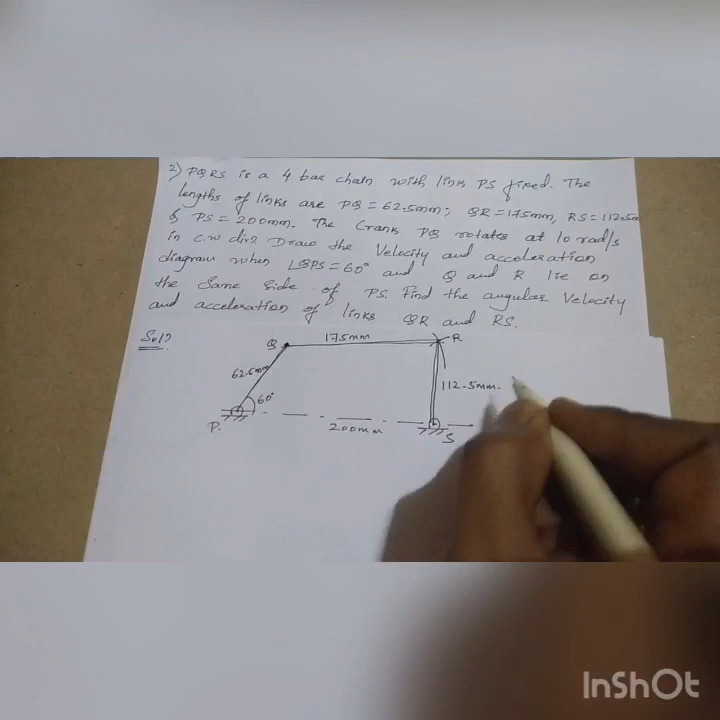 2) PQRS is a 4 bar chain with link PS fixed. The
lengths of links are PQ = 62.5mm; QR = 175mm, RS = 112.5m
& PS = 200mm. The Crank PQ rotates at 10 rad/s
in c.w dirn Draw the Velocity and acceleration
diagram when ∠QPS = 60° and Q and R lie on
the Same Side of PS. Find the angular Velocity
and acceleration of links QR and RS.
Soln
Q 175mm R
62.5mm
60°
112.5mm.
P. 200mm S
InShOt